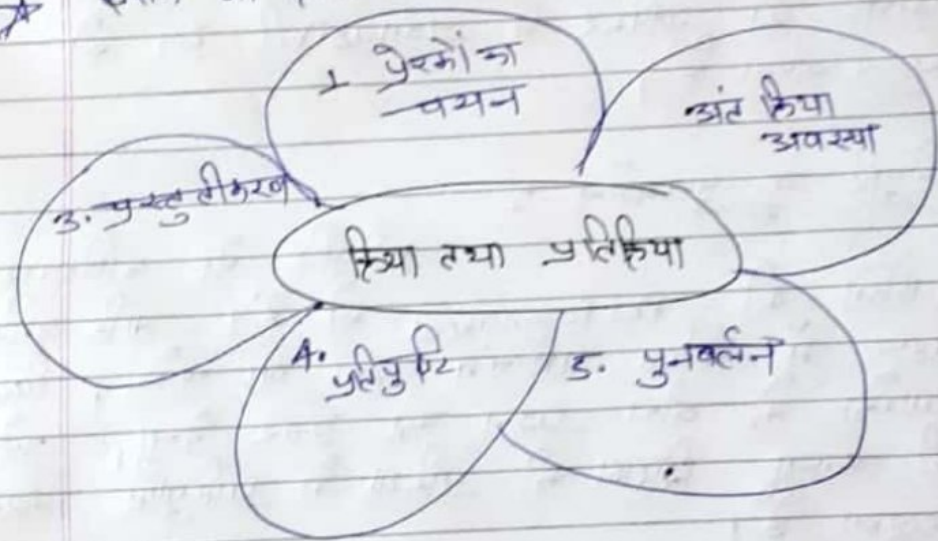 1 प्रेरकों का
चयन
अंत क्रिया
अवस्था
3. प्रस्तुतीकरण
क्रिया तथा प्रतिक्रिया
4.
प्रतिपुष्टि
5. पुनर्बलन